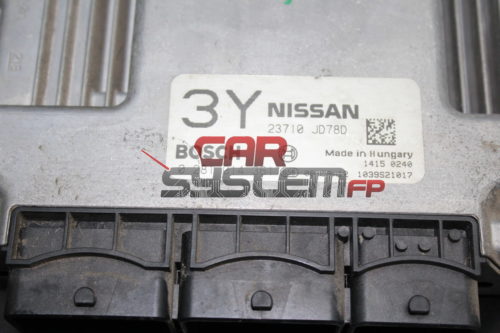 3Y NISSAN
23710 JD78D
BOSCH
Made in Hungary
1415 0240
1039S21017
CAR
SYSTEM FP